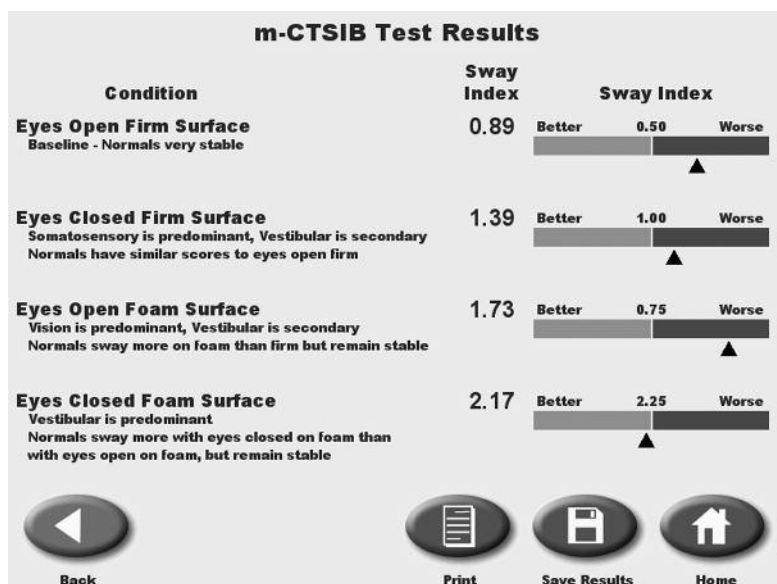 m-CTSIB Test Results
Condition
Sway Index
Sway Index
Eyes Open Firm Surface
Baseline - Normals very stable
0.89
Better 0.50 Worse
Eyes Closed Firm Surface
Somatosensory is predominant, Vestibular is secondary
Normals have similar scores to eyes open firm
1.39
Better 1.00 Worse
Eyes Open Foam Surface
Vision is predominant, Vestibular is secondary
Normals sway more on foam than firm but remain stable
1.73
Better 0.75 Worse
Eyes Closed Foam Surface
Vestibular is predominant
Normals sway more with eyes closed on foam than
with eyes open on foam, but remain stable
2.17
Better 2.25 Worse
Back Print Save Results Home